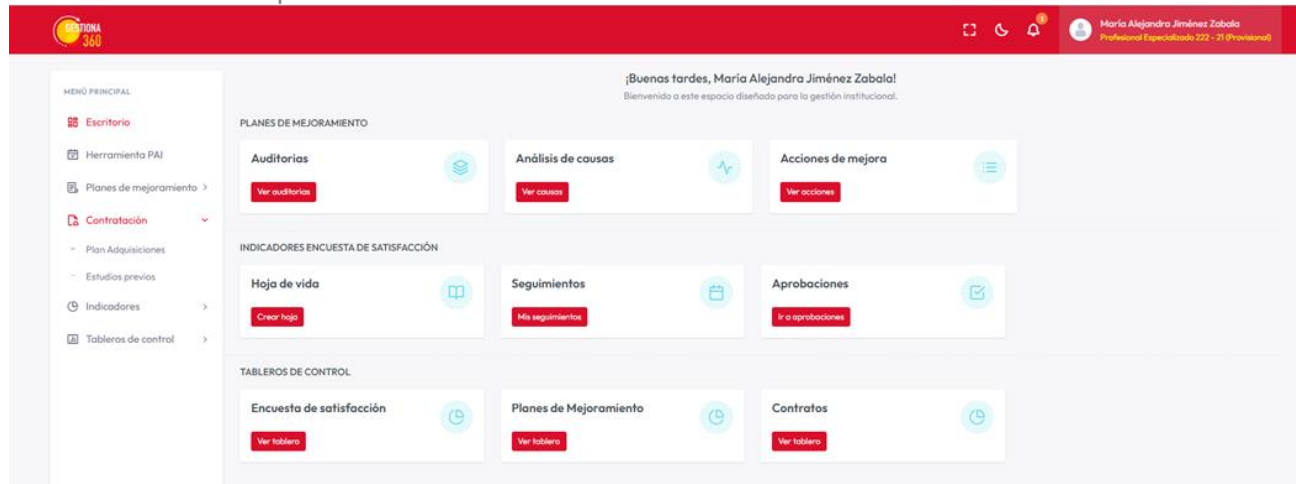 GESTIONA
360
1
María Alejandra Jiménez Zabala
Profesional Especializado 222 - 21 (Provisional)
MENÚ PRINCIPAL
Escritorio
Herramienta PAI
Planes de mejoramiento
Contratación
Plan Adquisiciones
Estudios previos
Indicadores
Tableros de control
¡Buenas tardes, María Alejandra Jiménez Zabala!
Bienvenido a este espacio diseñado para la gestión institucional.
PLANES DE MEJORAMIENTO
Auditorias
Ver auditorias
Análisis de causas
Ver causas
Acciones de mejora
Ver acciones
INDICADORES ENCUESTA DE SATISFACCIÓN
Hoja de vida
Crear hoja
Seguimientos
Mis seguimientos
Aprobaciones
Ir a aprobaciones
TABLEROS DE CONTROL
Encuesta de satisfacción
Ver tablero
Planes de Mejoramiento
Ver tablero
Contratos
Ver tablero